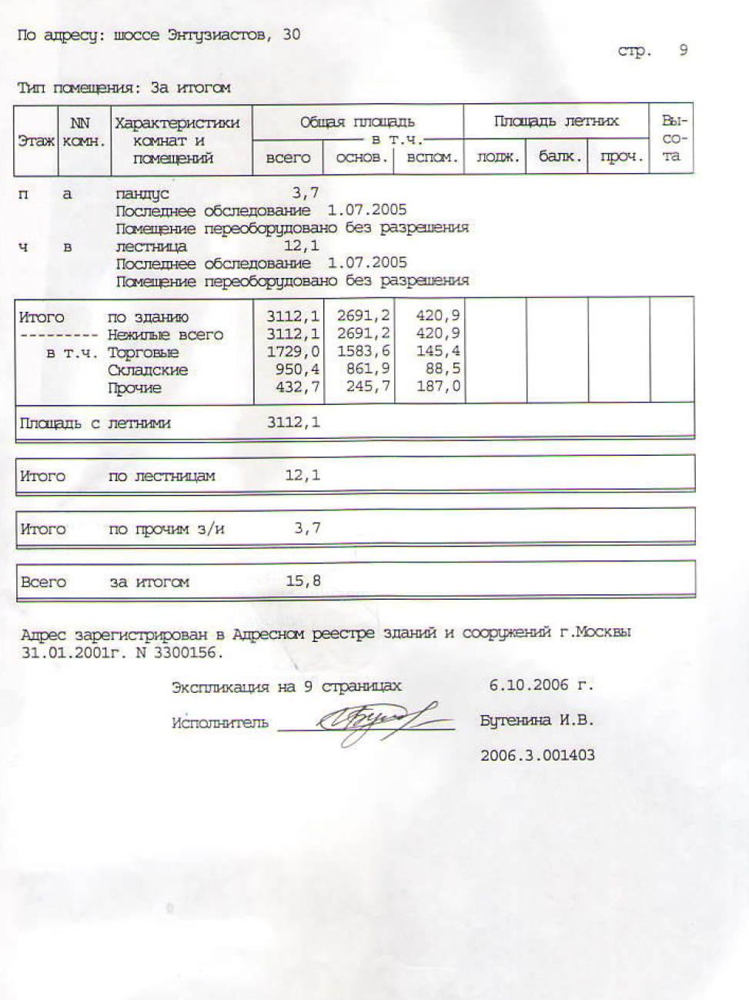 По адресу: шоссе Энтузиастов, 30
стр. 9
Тип помещения: За итогом
Этаж NN комн. Характеристики комнат и помещений Общая площадь всего в т.ч. основ. вспом. Площадь летних лодж. балк. проч. Вы-со-та
п а пандус 3,7
Последнее обследование 1.07.2005
Помещение переоборудовано без разрешения
ч в лестница 12,1
Последнее обследование 1.07.2005
Помещение переоборудовано без разрешения
Итого по зданию 3112,1 2691,2 420,9
--------- Нежилые всего 3112,1 2691,2 420,9
в т.ч. Торговые 1729,0 1583,6 145,4
Складские 950,4 861,9 88,5
Прочие 432,7 245,7 187,0
Площадь с летними 3112,1
Итого по лестницам 12,1
Итого по прочим з/и 3,7
Всего за итогом 15,8
Адрес зарегистрирован в Адресном реестре зданий и сооружений г.Москвы
31.01.2001г. N 3300156.
Экспликация на 9 страницах 6.10.2006 г.
Исполнитель Бутенина И.В.
2006.3.001403